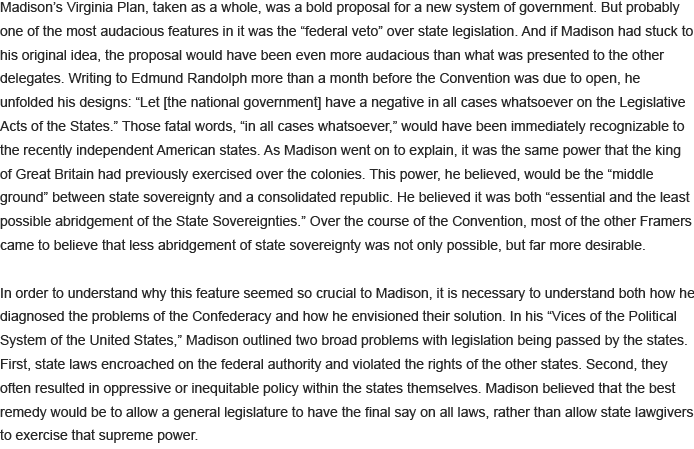 Madison’s Virginia Plan, taken as a whole, was a bold proposal for a new system of government. But probably
one of the most audacious features in it was the “federal veto” over state legislation. And if Madison had stuck to
his original idea, the proposal would have been even more audacious than what was presented to the other
delegates. Writing to Edmund Randolph more than a month before the Convention was due to open, he
unfolded his designs: “Let [the national government] have a negative in all cases whatsoever on the Legislative
Acts of the States.” Those fatal words, “in all cases whatsoever,” would have been immediately recognizable to
the recently independent American states. As Madison went on to explain, it was the same power that the king
of Great Britain had previously exercised over the colonies. This power, he believed, would be the “middle
ground” between state sovereignty and a consolidated republic. He believed it was both “essential and the least
possible abridgement of the State Sovereignties.” Over the course of the Convention, most of the other Framers
came to believe that less abridgement of state sovereignty was not only possible, but far more desirable.
In order to understand why this feature seemed so crucial to Madison, it is necessary to understand both how he
diagnosed the problems of the Confederacy and how he envisioned their solution. In his “Vices of the Political
System of the United States,” Madison outlined two broad problems with legislation being passed by the states.
First, state laws encroached on the federal authority and violated the rights of the other states. Second, they
often resulted in oppressive or inequitable policy within the states themselves. Madison believed that the best
remedy would be to allow a general legislature to have the final say on all laws, rather than allow state lawgivers
to exercise that supreme power.